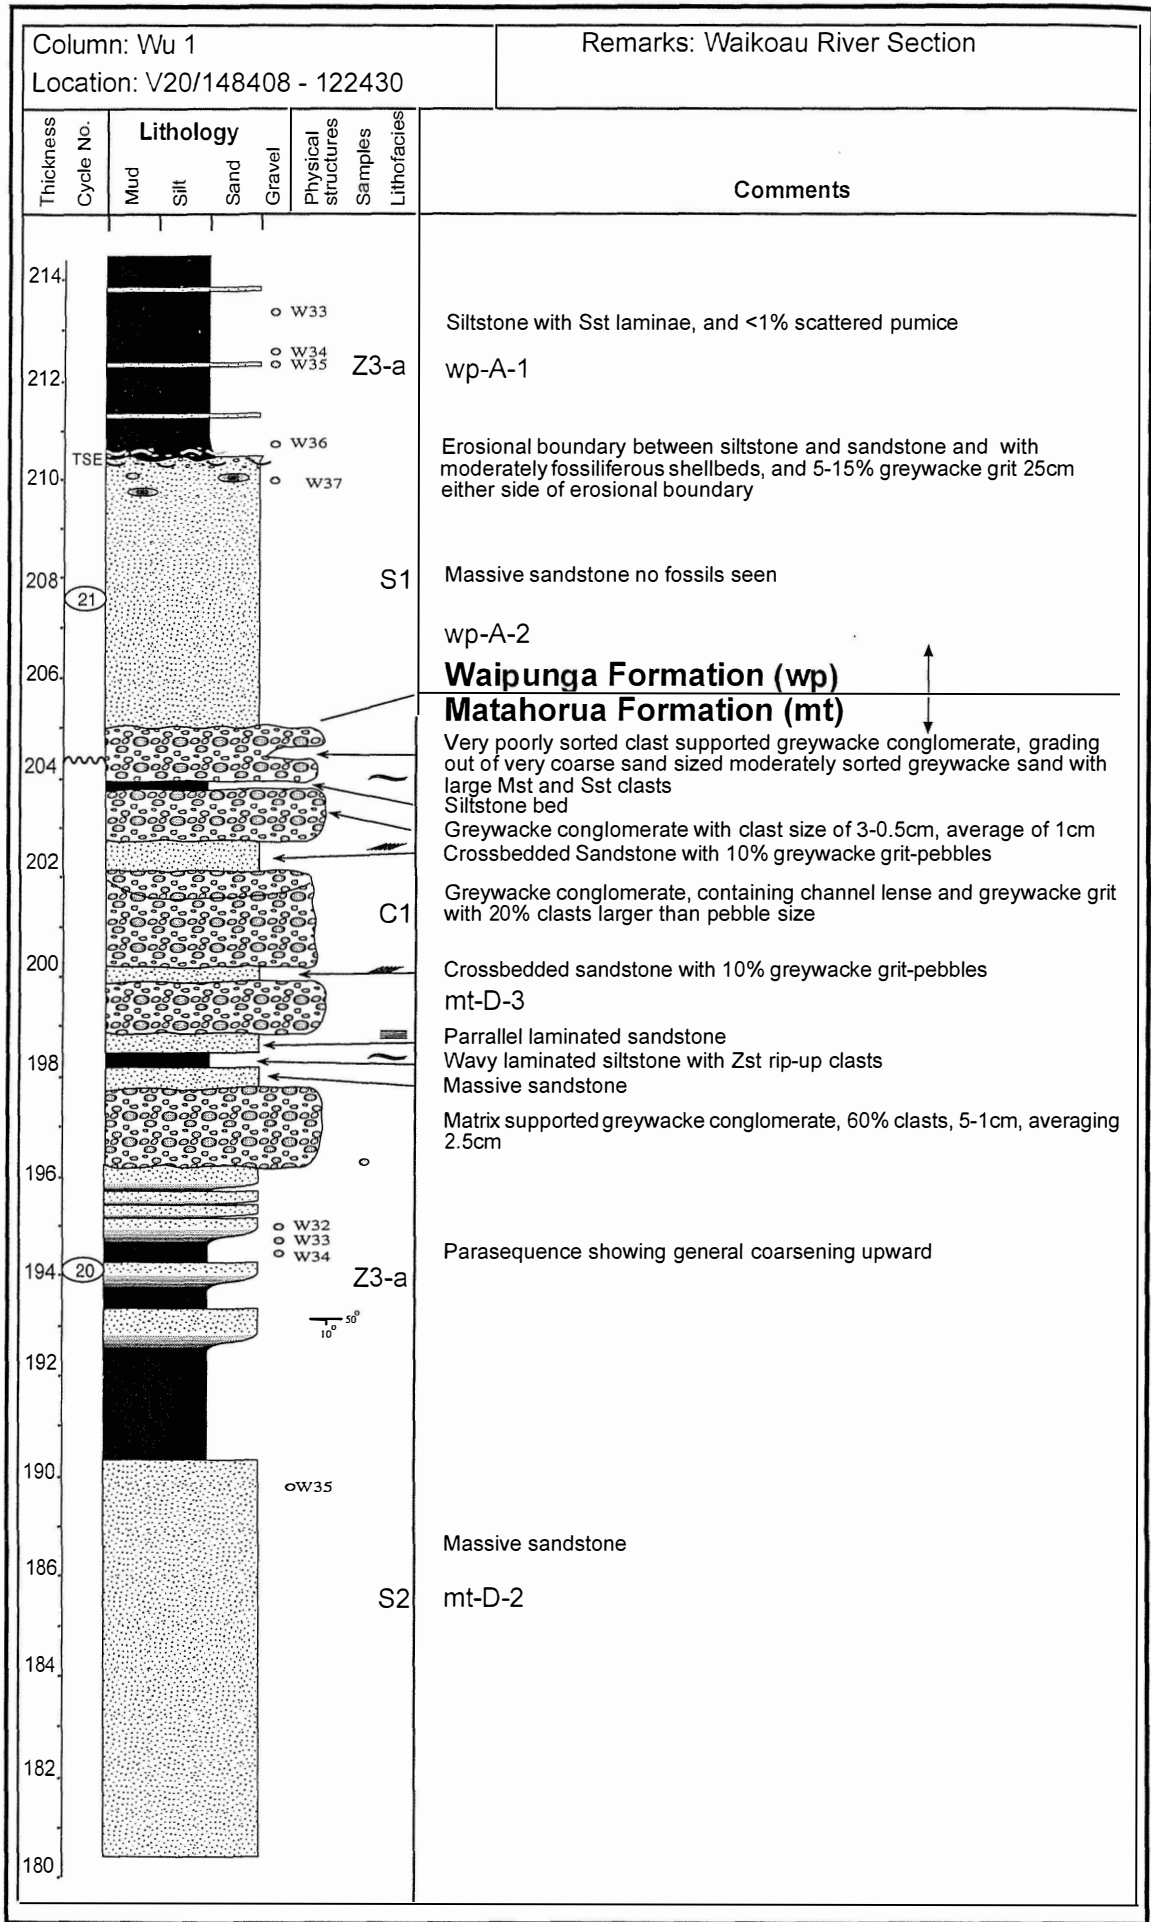 Column: Wu 1
Location: V20/148408 - 122430
Remarks: Waikoau River Section
Thickness
Cycle No.
Lithology
Mud
Silt
Sand
Gravel
Physical
structures
Samples
Lithofacies
Comments
214
W33
Siltstone with Sst laminae, and <1% scattered pumice
W34
W35
Z3-a
wp-A-1
212
W36
Erosional boundary between siltstone and sandstone and with
moderately fossiliferous shellbeds, and 5-15% greywacke grit 25cm
either side of erosional boundary
TSE
210
W37
208
21
S1
Massive sandstone no fossils seen
wp-A-2
206
Waipunga Formation (wp)
Matahorua Formation (mt)
Very poorly sorted clast supported greywacke conglomerate, grading
out of very coarse sand sized moderately sorted greywacke sand with
large Mst and Sst clasts
204
Siltstone bed
Greywacke conglomerate with clast size of 3-0.5cm, average of 1cm
Crossbedded Sandstone with 10% greywacke grit-pebbles
202
Greywacke conglomerate, containing channel lense and greywacke grit
with 20% clasts larger than pebble size
C1
200
Crossbedded sandstone with 10% greywacke grit-pebbles
mt-D-3
Parrallel laminated sandstone
Wavy laminated siltstone with Zst rip-up clasts
198
Massive sandstone
Matrix supported greywacke conglomerate, 60% clasts, 5-1cm, averaging
2.5cm
196
W32
W33
W34
Parasequence showing general coarsening upward
194
20
Z3-a
50°
10°
192
190
W35
Massive sandstone
186
S2
mt-D-2
184
182
180